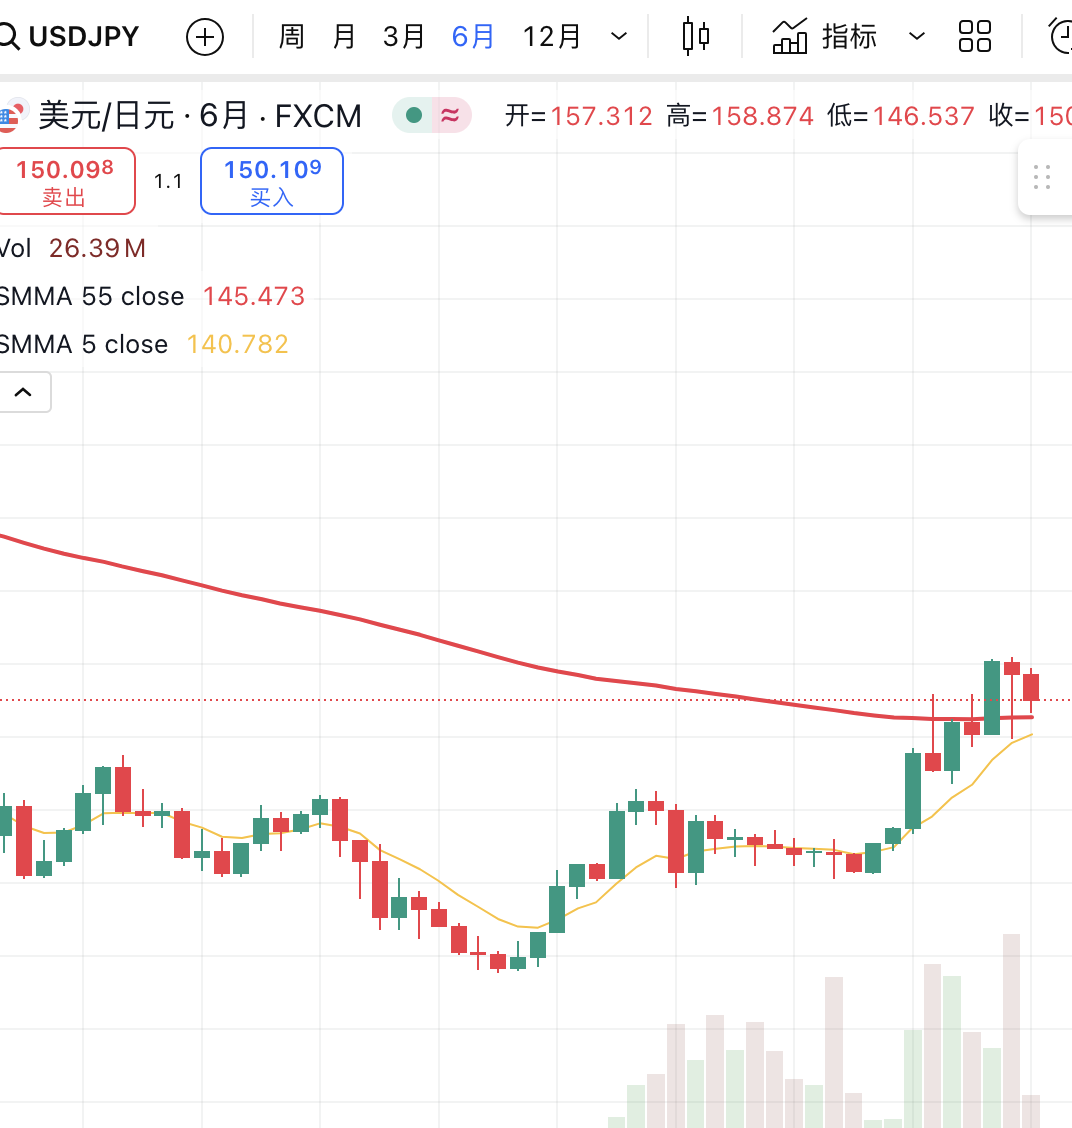 USDJPY 周 月 3月 6月 12月 指标
美元/日元 · 6月 · FXCM 开=157.312 高=158.874 低=146.537 收=150
150.098 1.1 150.109
卖出 买入
Vol 26.39M
SMMA 55 close 145.473
SMMA 5 close 140.782